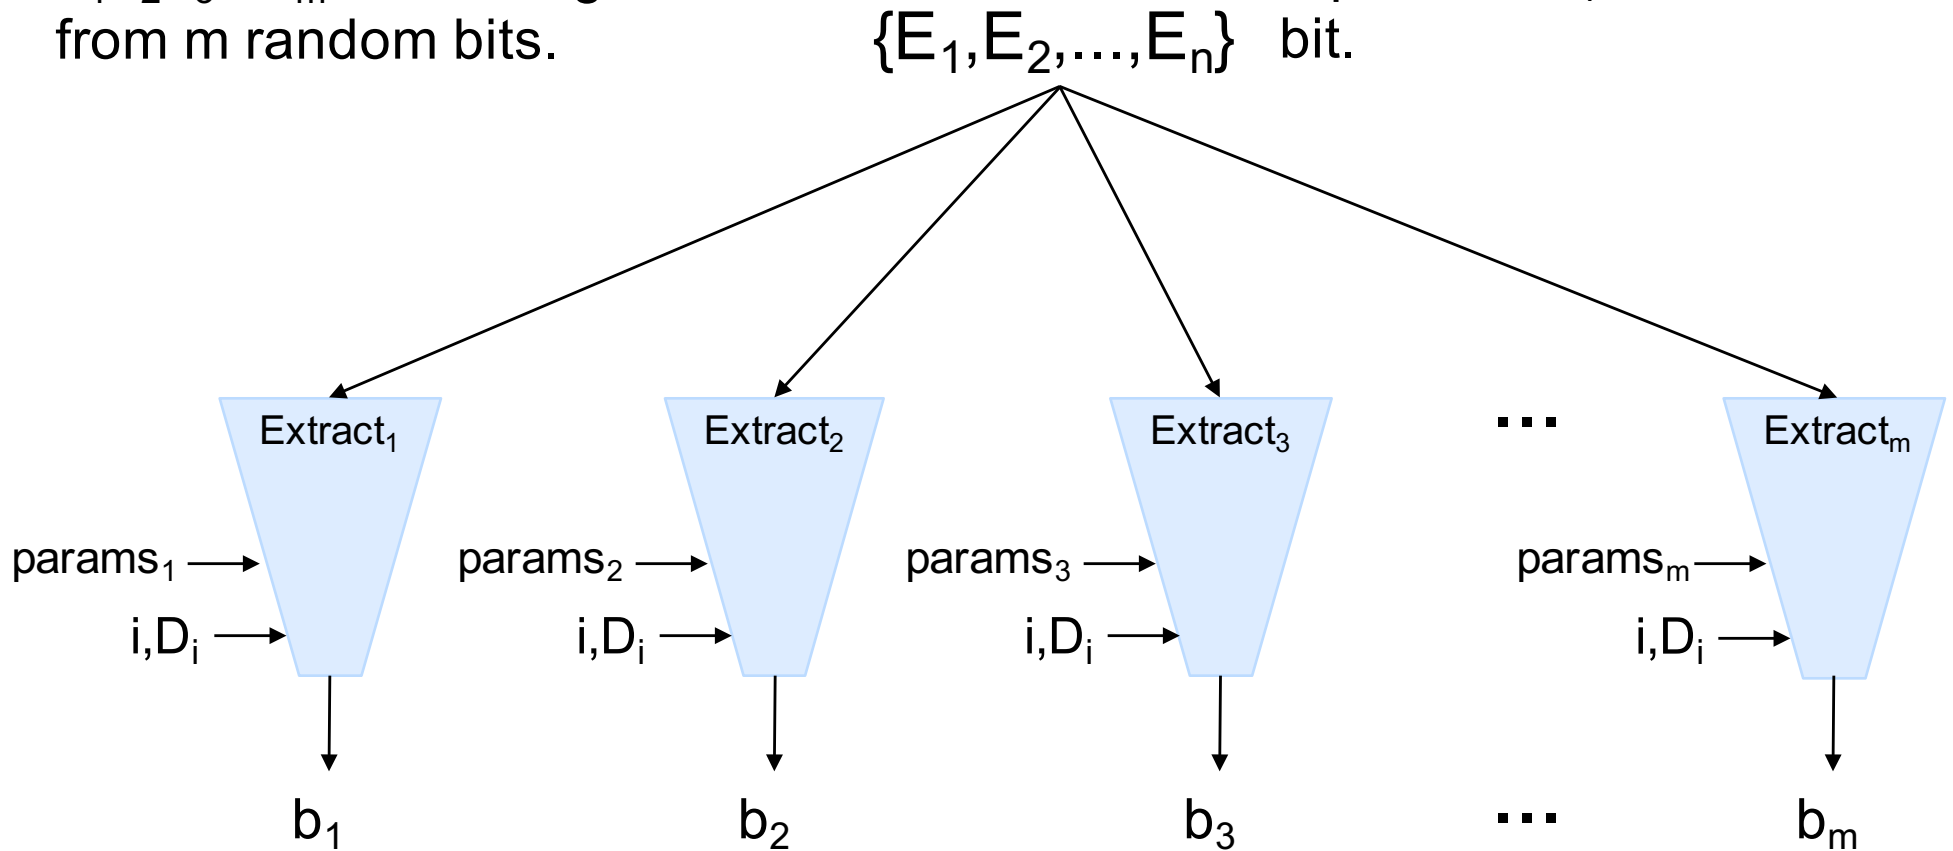 from m random bits.
{E₁,E₂,...,Eₙ} bit.
Extract₁ Extract₂ Extract₃ ... Extractₘ
params₁ params₂ params₃ paramsₘ
i,Dᵢ i,Dᵢ i,Dᵢ i,Dᵢ
b₁ b₂ b₃ ... bₘ